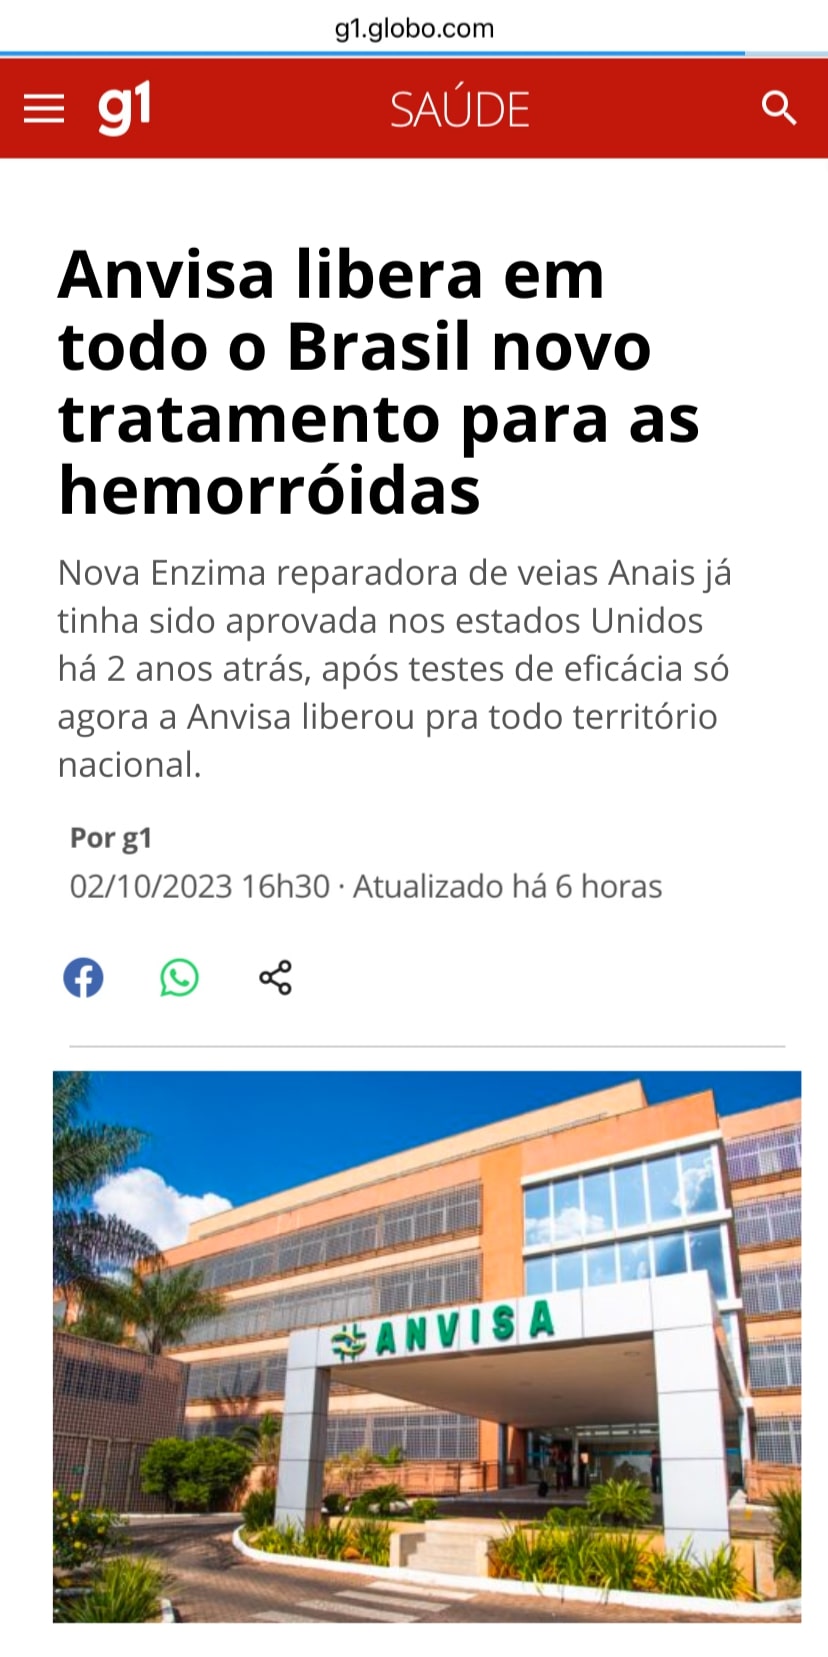 g1.globo.com
g1
SAÚDE
Anvisa libera em
todo o Brasil novo
tratamento para as
hemorróidas
Nova Enzima reparadora de veias Anais já
tinha sido aprovada nos estados Unidos
há 2 anos atrás, após testes de eficácia só
agora a Anvisa liberou pra todo território
nacional.
Por g1
02/10/2023 16h30 · Atualizado há 6 horas
ANVISA